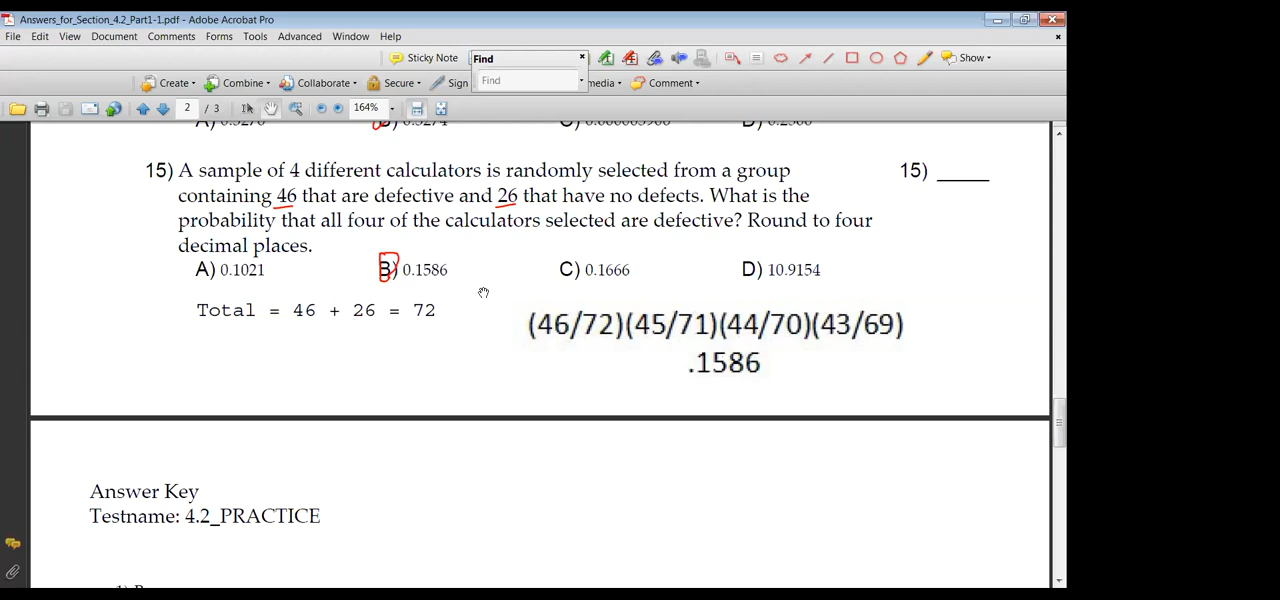 Answers_for_Section_4.2_Part1-1.pdf - Adobe Acrobat Pro
File Edit View Document Comments Forms Tools Advanced Window Help
Sticky Note Find Show
Find
Create Combine Collaborate Secure Sign media Comment
2 / 3 164%
15) A sample of 4 different calculators is randomly selected from a group 15) _____
containing 46 that are defective and 26 that have no defects. What is the
probability that all four of the calculators selected are defective? Round to four
decimal places.
A) 0.1021 B) 0.1586 C) 0.1666 D) 10.9154
Total = 46 + 26 = 72
(46/72)(45/71)(44/70)(43/69)
.1586
Answer Key
Testname: 4.2_PRACTICE